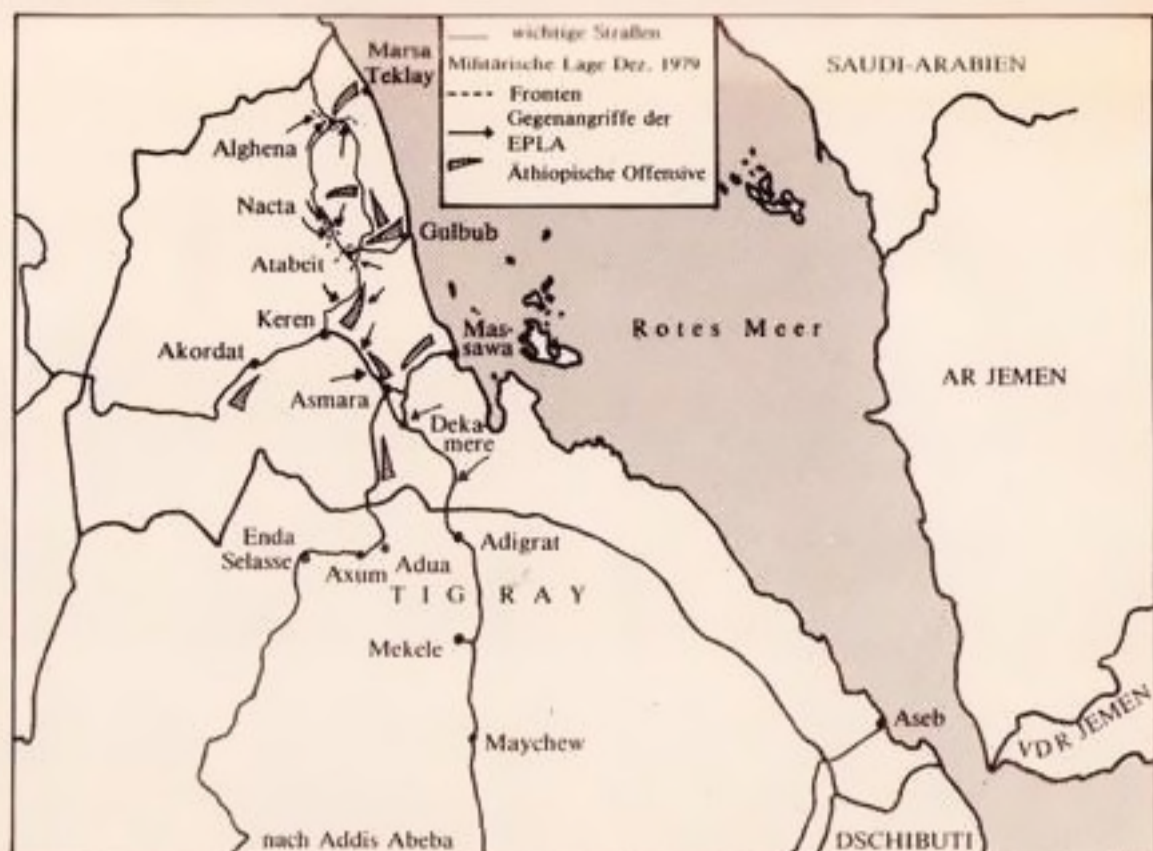 wichtige Straßen
Militärische Lage Dez. 1979
Fronten
Gegenangriffe der
EPLA
Äthiopische Offensive
Marsa
Teklay
SAUDI-ARABIEN
Alghena
Nacta
Gulbub
Atabeit
Keren
Mas-
sawa
Rotes Meer
Akordat
AR JEMEN
Asmara
Deka-
mere
Enda
Selasse
Axum
Adua
Adigrat
TIGRAY
Mekele
Aseb
Maychew
VDR JEMEN
nach Addis Abeba
DSCHIBUTI